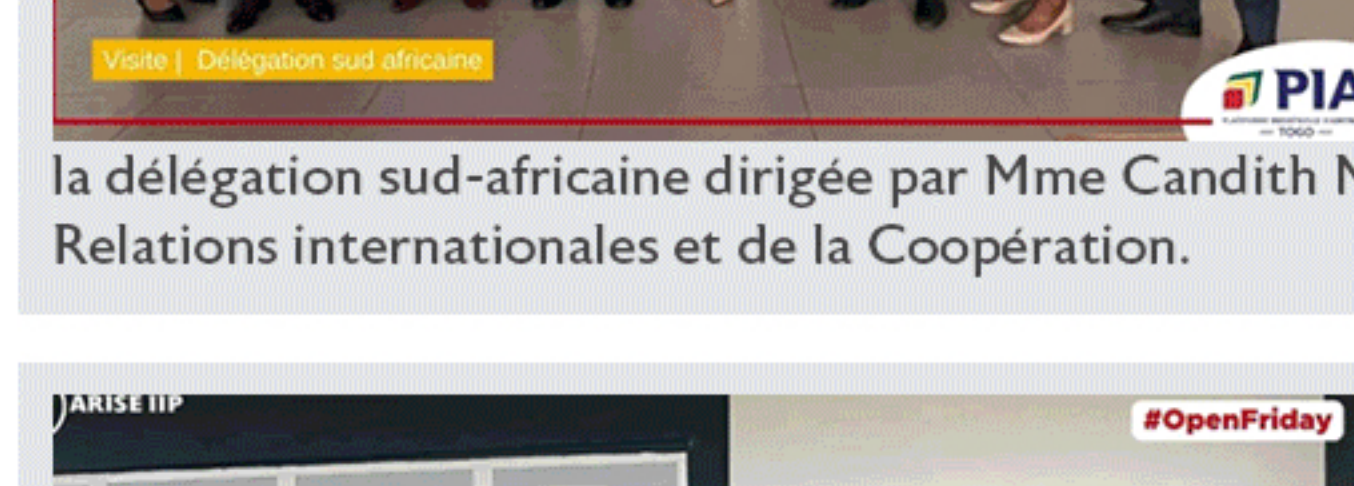 Visite | Délégation sud africaine
PIA
TOGO
la délégation sud-africaine dirigée par Mme Candith
Relations internationales et de la Coopération.
ARISE IIP
#OpenFriday